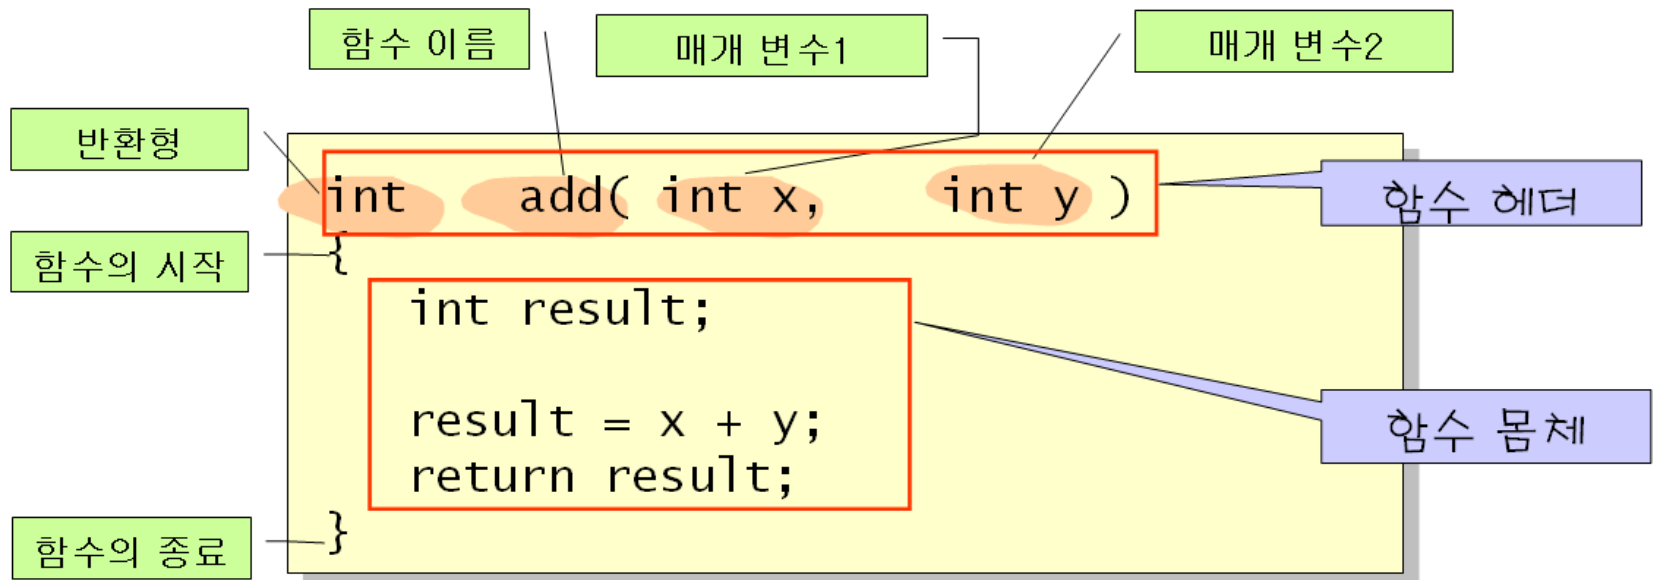 함수 이름
매개 변수1
매개 변수2
반환형
int add( int x, int y )
함수 헤더
함수의 시작
{
int result;
result = x + y;
함수 몸체
return result;
함수의 종료
}